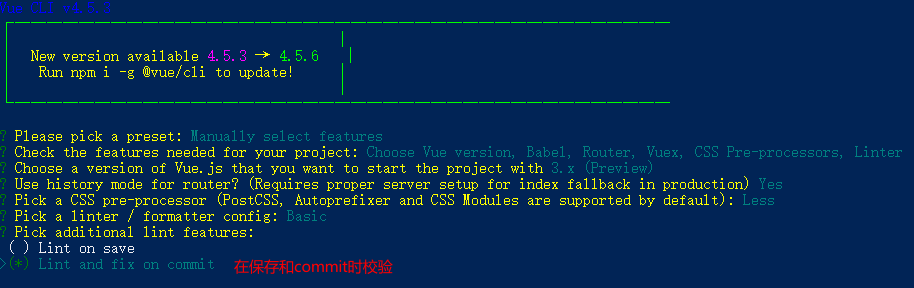 Vue CLI v4.5.3
New version available 4.5.3 → 4.5.6
Run npm i -g @vue/cli to update!
? Please pick a preset: Manually select features
? Check the features needed for your project: Choose Vue version, Babel, Router, Vuex, CSS Pre-processors, Linter
? Choose a version of Vue.js that you want to start the project with 3.x (Preview)
? Use history mode for router? (Requires proper server setup for index fallback in production) Yes
? Pick a CSS pre-processor (PostCSS, Autoprefixer and CSS Modules are supported by default): Less
? Pick a linter / formatter config: Basic
? Pick additional lint features:
( ) Lint on save
>(*) Lint and fix on commit 在保存和commit时校验